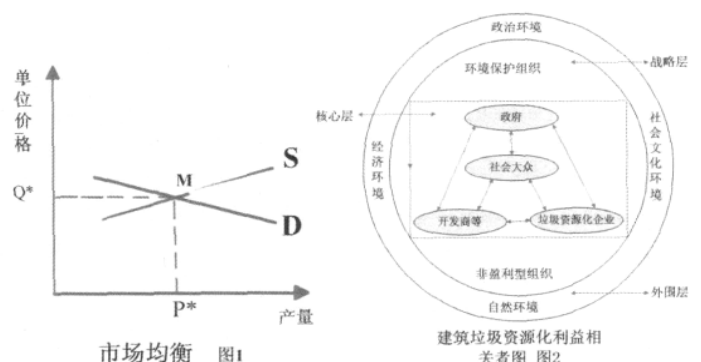 单位价格
Q*
M
S
D
P*
产量
市场均衡 图1
政治环境
环境保护组织
战略层
核心层
政府
经济环境
社会文化环境
社会大众
开发商等
垃圾资源化企业
非盈利型组织
外围层
自然环境
建筑垃圾资源化利益相
关者图 图2